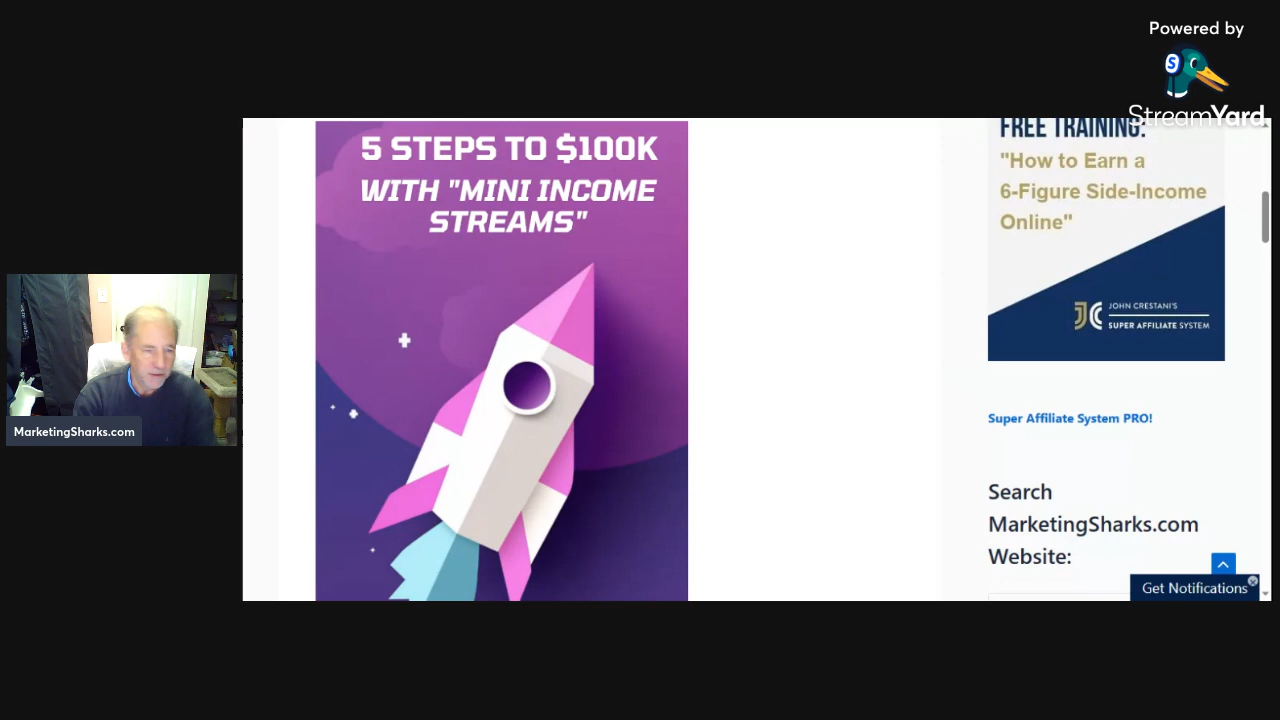 Powered by
StreamYard
5 STEPS TO $100K
WITH "MINI INCOME
STREAMS"
FREE TRAINING:
"How to Earn a
6-Figure Side-Income
Online"
JC
JOHN CRESTANI'S
SUPER AFFILIATE SYSTEM
Super Affiliate System PRO!
Search
MarketingSharks.com
Website:
Get Notifications
MarketingSharks.com